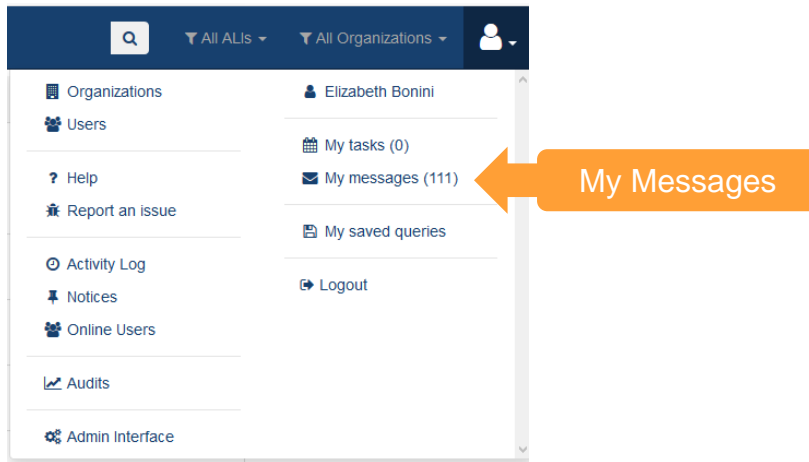 All ALIs
All Organizations
Organizations
Users
? Help
Report an issue
Activity Log
Notices
Online Users
Audits
Admin Interface
Elizabeth Bonini
My tasks (0)
My messages (111)
My saved queries
Logout
My Messages